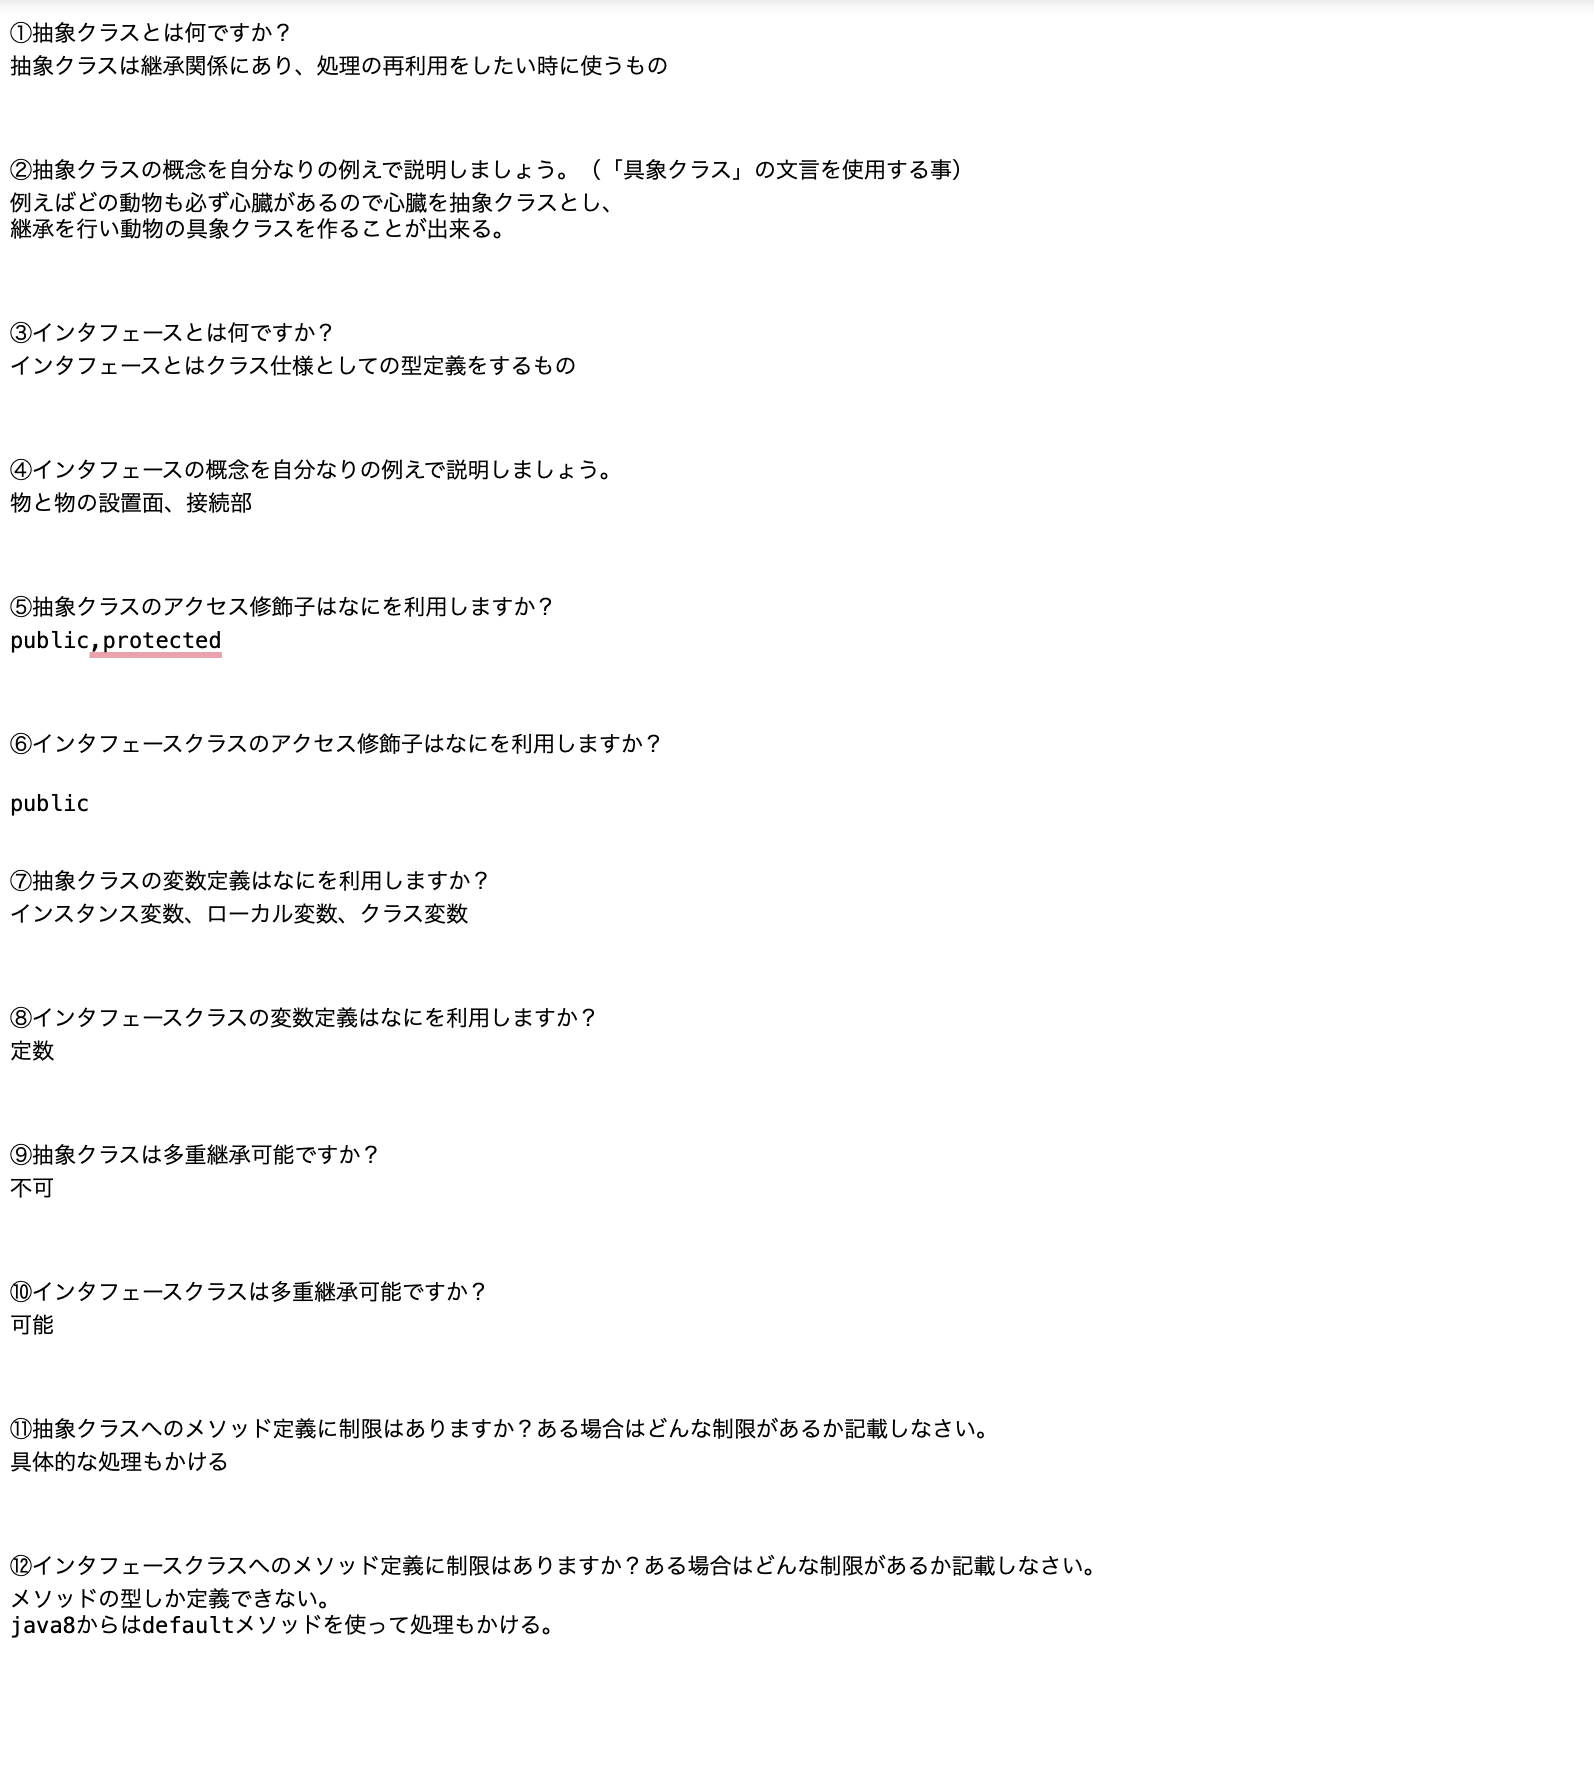 ①抽象クラスとは何ですか？
抽象クラスは継承関係にあり、処理の再利用をしたい時に使うもの
②抽象クラスの概念を自分なりの例えで説明しましょう。（「具象クラス」の文言を使用する事）
例えばどの動物も必ず心臓があるので心臓を抽象クラスとし、
継承を行い動物の具象クラスを作ることが出来る。
③インタフェースとは何ですか？
インタフェースとはクラス仕様としての型定義をするもの
④インタフェースの概念を自分なりの例えで説明しましょう。
物と物の設置面、接続部
⑤抽象クラスのアクセス修飾子はなにを利用しますか？
public,protected
⑥インタフェースクラスのアクセス修飾子はなにを利用しますか？
public
⑦抽象クラスの変数定義はなにを利用しますか？
インスタンス変数、ローカル変数、クラス変数
⑧インタフェースクラスの変数定義はなにを利用しますか？
定数
⑨抽象クラスは多重継承可能ですか？
不可
⑩インタフェースクラスは多重継承可能ですか？
可能
⑪抽象クラスへのメソッド定義に制限はありますか？ある場合はどんな制限があるか記載しなさい。
具体的な処理もかける
⑫インタフェースクラスへのメソッド定義に制限はありますか？ある場合はどんな制限があるか記載しなさい。
メソッドの型しか定義できない。
java8からはdefaultメソッドを使って処理もかける。